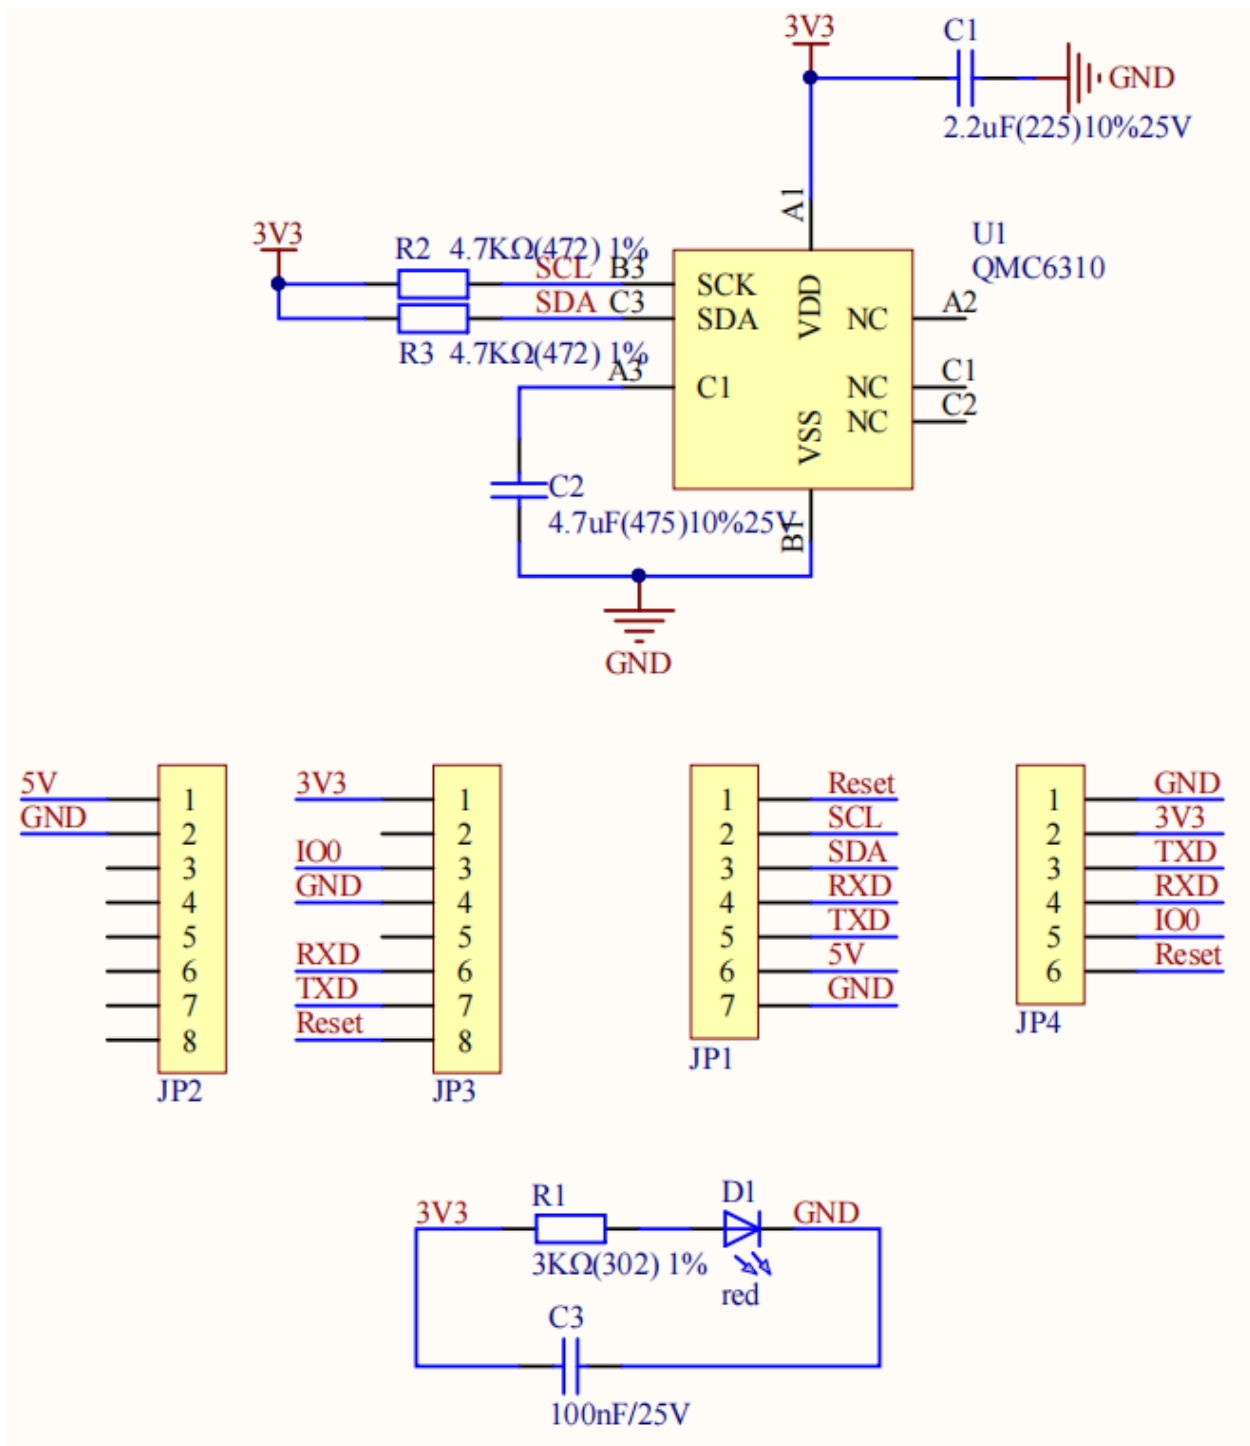 3V3
C1
GND
2.2uF(225)10%25V
A1
3V3
R2 4.7KΩ(472) 1%
SCL B3
SDA C3
R3 4.7KΩ(472) 1%
A3
U1
QMC6310
SCK
SDA
VDD
NC
A2
C1
NC
C1
NC
C2
VSS
C2
4.7uF(475)10%25V
B1
GND
5V
GND
1
2
3
4
5
6
7
8
JP2
3V3
IO0
GND
RXD
TXD
Reset
1
2
3
4
5
6
7
8
JP3
1
2
3
4
5
6
7
Reset
SCL
SDA
RXD
TXD
5V
GND
JP1
1
2
3
4
5
6
GND
3V3
TXD
RXD
IO0
Reset
JP4
3V3
R1
3KΩ(302) 1%
D1
red
GND
C3
100nF/25V